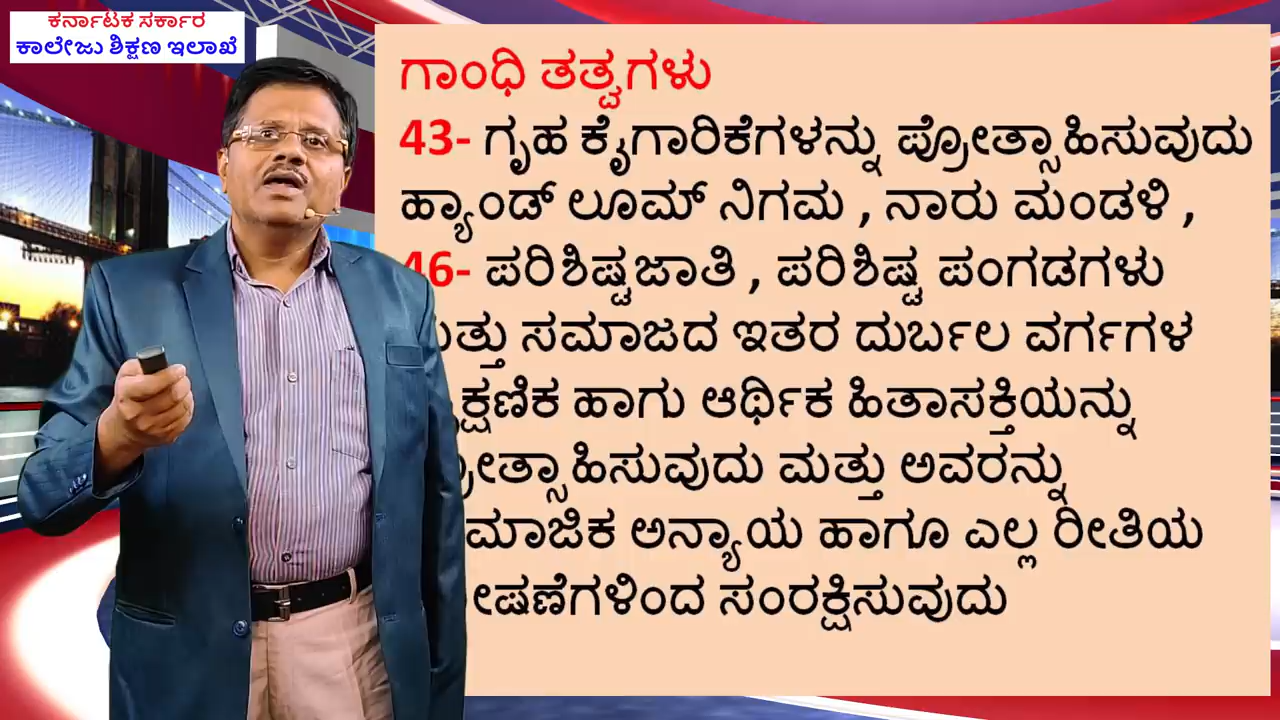 ಕರ್ನಾಟಕ ಸರ್ಕಾರ
ಕಾಲೇಜು ಶಿಕ್ಷಣ ಇಲಾಖೆ
ಗಾಂಧಿ ತತ್ವಗಳು
43- ಗೃಹ ಕೈಗಾರಿಕೆಗಳನ್ನು ಪ್ರೋತ್ಸಾಹಿಸುವುದು
ಹ್ಯಾಂಡ್ ಲೂಮ್ ನಿಗಮ , ನಾರು ಮಂಡಳಿ ,
46- ಪರಿಶಿಷ್ಟಜಾತಿ , ಪರಿಶಿಷ್ಟ ಪಂಗಡಗಳು
ಸಮಾಜದ ಇತರ ದುರ್ಬಲ ವರ್ಗಗಳ
ಹಾಗು ಆರ್ಥಿಕ ಹಿತಾಸಕ್ತಿಯನ್ನು
ಮತ್ತು ಅವರನ್ನು
ಅನ್ಯಾಯ ಹಾಗೂ ಎಲ್ಲ ರೀತಿಯ
ಸಂರಕ್ಷಿಸುವುದು